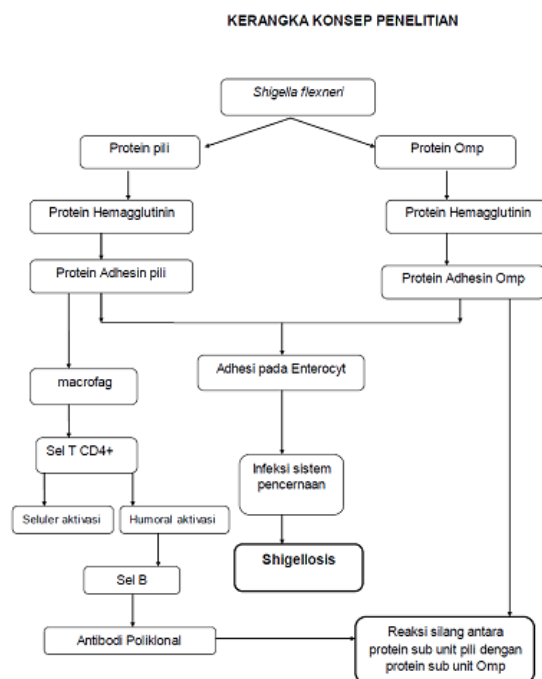 KERANGKA KONSEP PENELITIAN
Shigella flexneri
Protein pili
Protein Omp
Protein Hemagglutinin
Protein Hemagglutinin
Protein Adhesin pili
Protein Adhesin Omp
macrofag
Adhesi pada Enterocyt
Sel T CD4+
Infeksi sistem
pencernaan
Seluler aktivasi
Humoral aktivasi
Shigellosis
Sel B
Antibodi Poliklonal
Reaksi silang antara
protein sub unit pili dengan
protein sub unit Omp